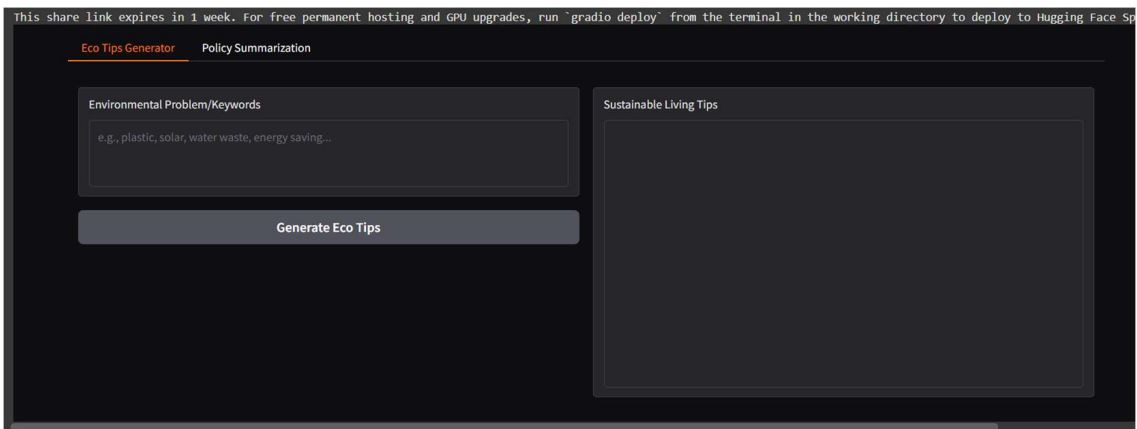 This share link expires in 1 week. For free permanent hosting and GPU upgrades, run `gradio deploy` from the terminal in the working directory to deploy to Hugging Face Sp
Eco Tips Generator Policy Summarization
Environmental Problem/Keywords
e.g., plastic, solar, water waste, energy saving...
Generate Eco Tips
Sustainable Living Tips